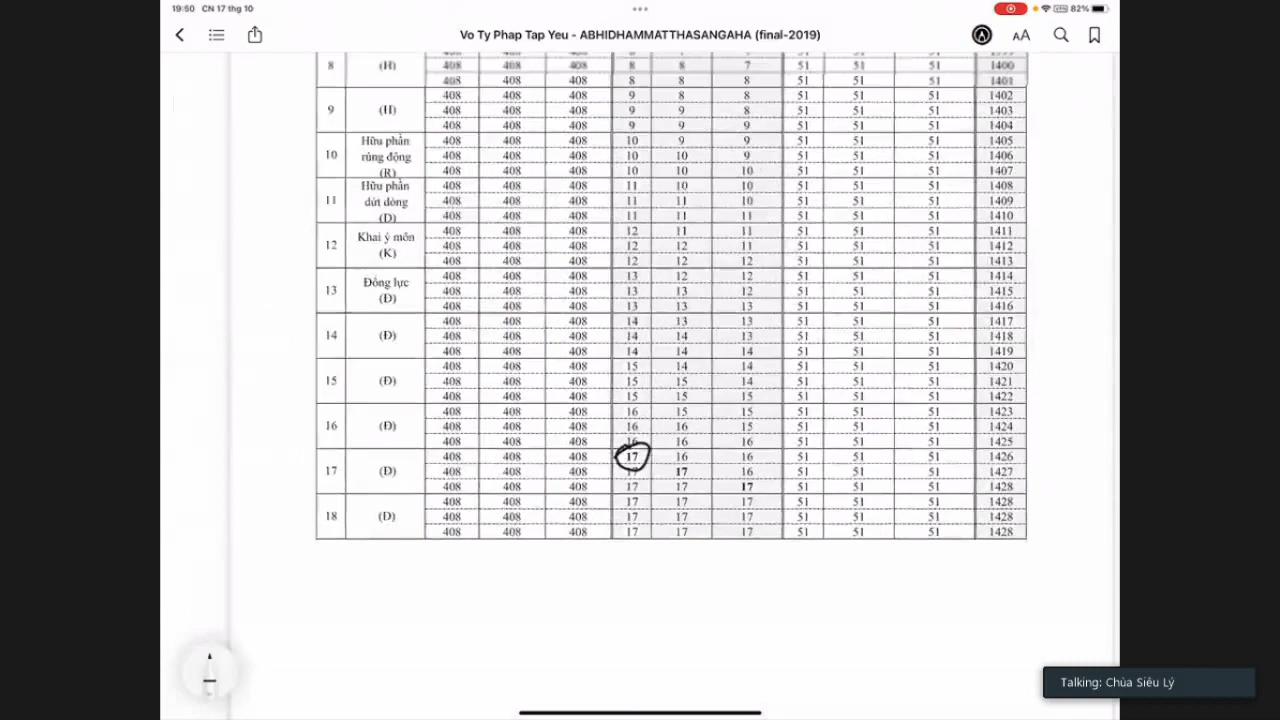 19:50 CN 17 thg 10
82%
Vo Ty Phap Tap Yeu - ABHIDHAMMATTHASANGAHA (final-2019)
AA
8 (H) 408 408 408 8 8 7 51 51 51 1400
408 408 408 8 8 8 51 51 51 1401
408 408 408 9 8 8 51 51 51 1402
9 (H) 408 408 408 9 9 8 51 51 51 1403
408 408 408 9 9 9 51 51 51 1404
Hữu phần 408 408 408 10 9 9 51 51 51 1405
10 rúng động 408 408 408 10 10 9 51 51 51 1406
(R) 408 408 408 10 10 10 51 51 51 1407
Hữu phần 408 408 408 11 10 10 51 51 51 1408
11 dứt dòng 408 408 408 11 11 10 51 51 51 1409
(D) 408 408 408 11 11 11 51 51 51 1410
Khai ý môn 408 408 408 12 11 11 51 51 51 1411
12 (K) 408 408 408 12 12 11 51 51 51 1412
408 408 408 12 12 12 51 51 51 1413
Đổng lực 408 408 408 13 12 12 51 51 51 1414
13 (Đ) 408 408 408 13 13 12 51 51 51 1415
408 408 408 13 13 13 51 51 51 1416
408 408 408 14 13 13 51 51 51 1417
14 (Đ) 408 408 408 14 14 13 51 51 51 1418
408 408 408 14 14 14 51 51 51 1419
408 408 408 15 14 14 51 51 51 1420
15 (Đ) 408 408 408 15 15 14 51 51 51 1421
408 408 408 15 15 15 51 51 51 1422
408 408 408 16 15 15 51 51 51 1423
16 (Đ) 408 408 408 16 16 15 51 51 51 1424
408 408 408 16 16 16 51 51 51 1425
408 408 408 17 16 16 51 51 51 1426
17 (Đ) 408 408 408 17 17 16 51 51 51 1427
408 408 408 17 17 17 51 51 51 1428
408 408 408 17 17 17 51 51 51 1428
18 (D) 408 408 408 17 17 17 51 51 51 1428
408 408 408 17 17 17 51 51 51 1428
Talking: Chùa Siêu Lý